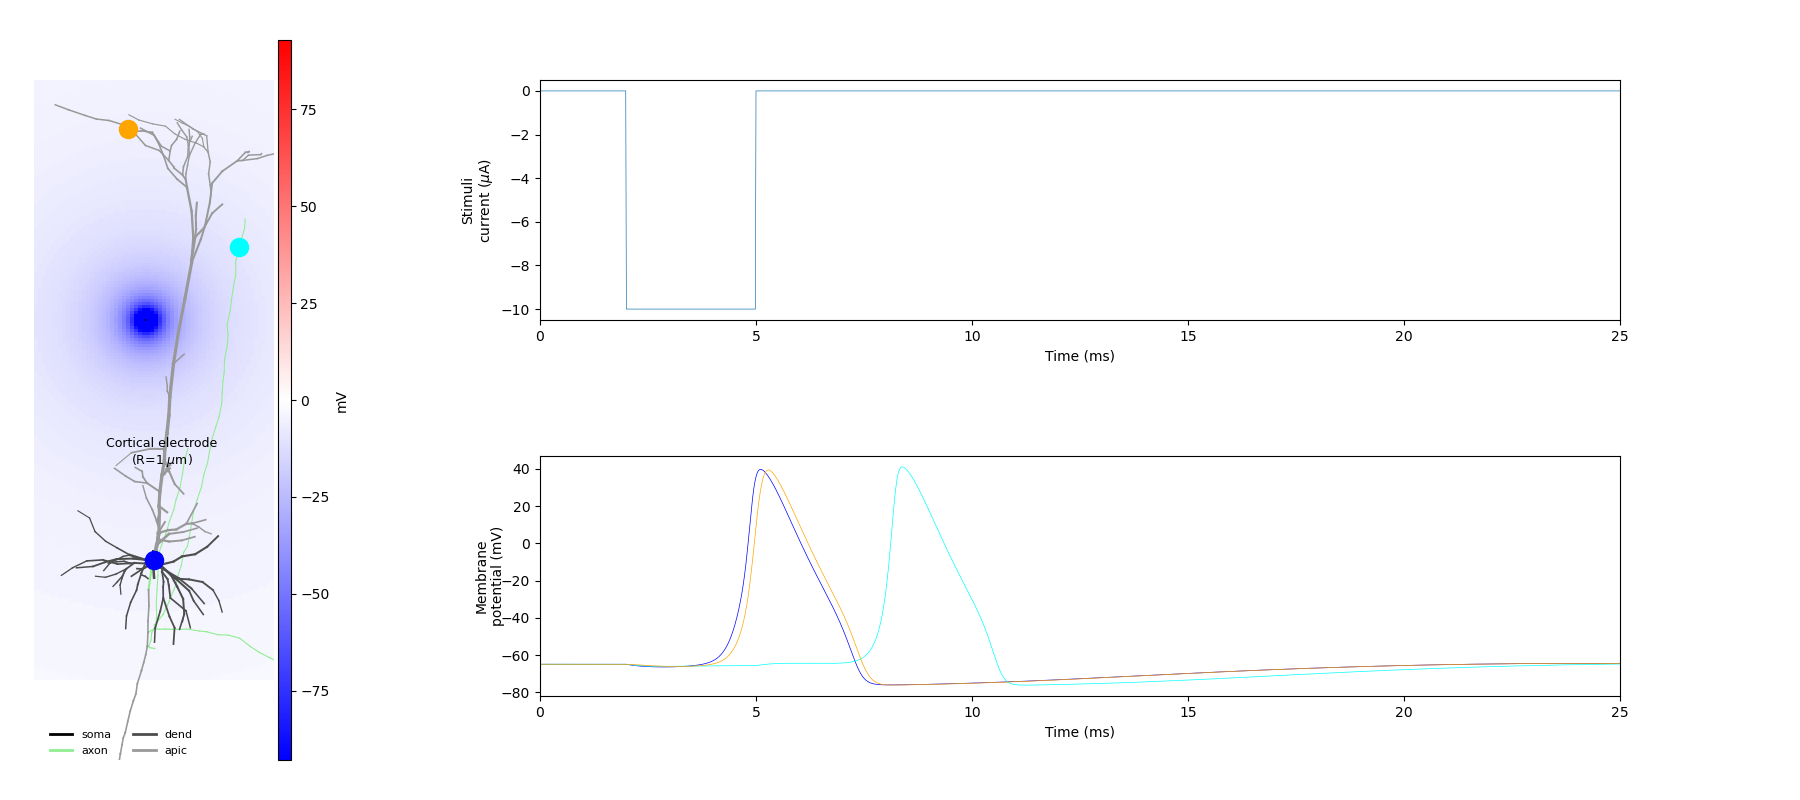 75
50
25
0
−25
−50
−75
mV
Cortical electrode
(R=1 μm)
soma
axon
dend
apic
0
−2
−4
−6
−8
−10
Stimuli
current (μA)
0 5 10 15 20 25
Time (ms)
40
20
0
−20
−40
−60
−80
Membrane
potential (mV)
0 5 10 15 20 25
Time (ms)